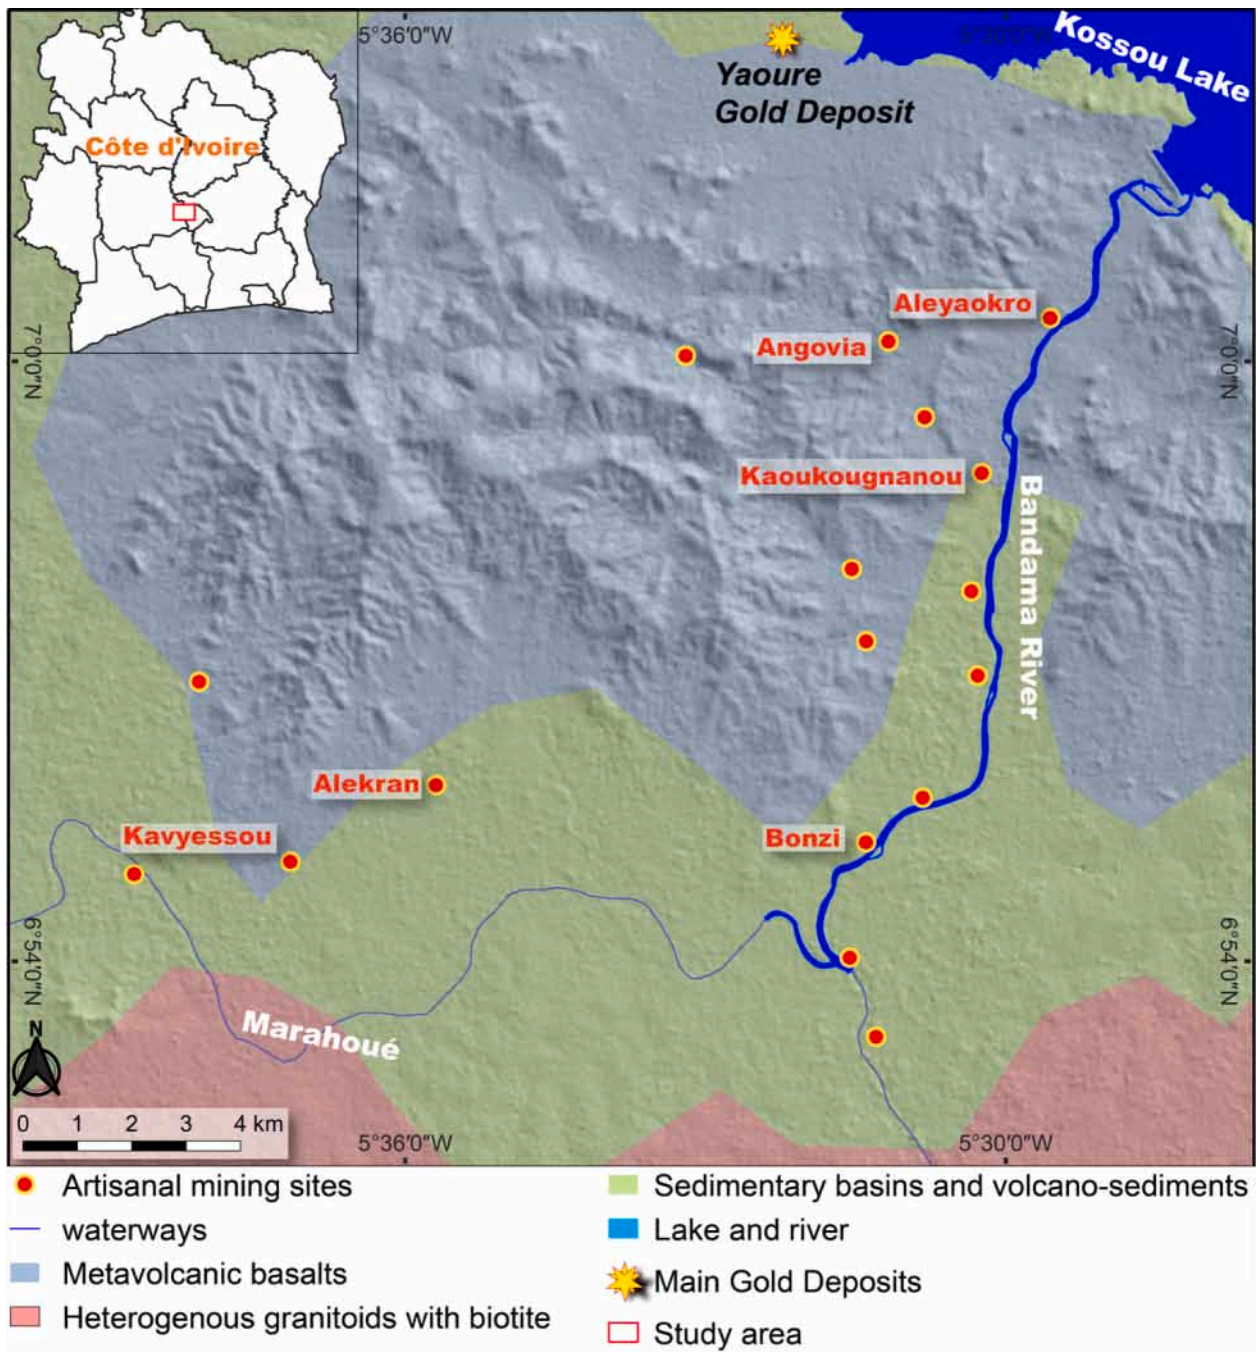 5°36'0"W
5°30'0"W
Kossou Lake
Yaoure
Gold Deposit
Côte d'Ivoire
Aleyaokro
Angovia
7°0'0"N
7°0'0"N
Kaoukougnanou
Bandama River
Alekran
Kavyessou
Bonzi
6°54'0"N
6°54'0"N
N
Marahoué
0 1 2 3 4 km
5°36'0"W
5°30'0"W
Artisanal mining sites
waterways
Metavolcanic basalts
Heterogenous granitoids with biotite
Sedimentary basins and volcano-sediments
Lake and river
Main Gold Deposits
Study area